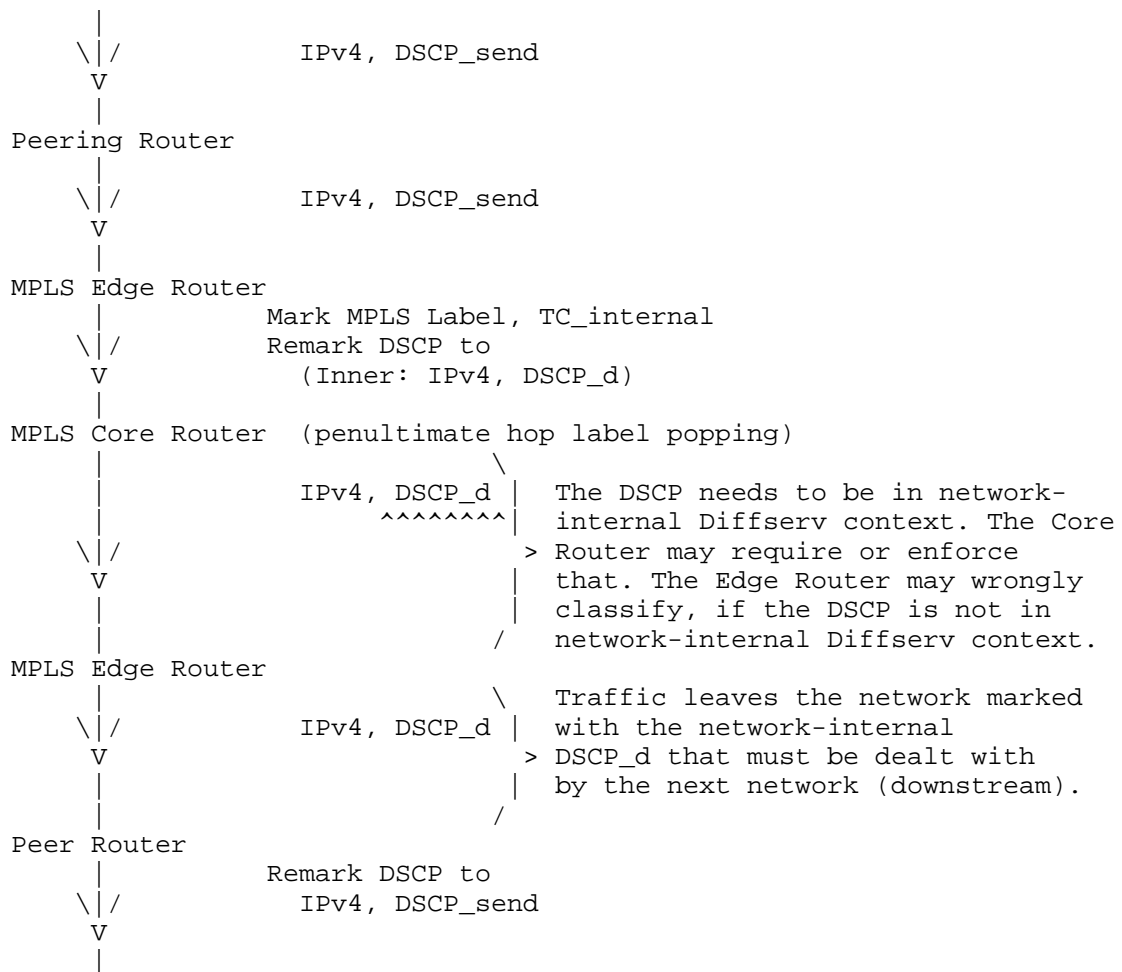 |
    \|/           IPv4, DSCP_send
     V
     |
Peering Router
     |
    \|/           IPv4, DSCP_send
     V
     |
MPLS Edge Router
     |          Mark MPLS Label, TC_internal
    \|/         Remark DSCP to
     V            (Inner: IPv4, DSCP_d)
     |
MPLS Core Router  (penultimate hop label popping)
     |                        \
     |            IPv4, DSCP_d |  The DSCP needs to be in network-
     |                 ^^^^^^^^|  internal Diffserv context. The Core
    \|/                         > Router may require or enforce
     V                         |  that. The Edge Router may wrongly
     |                         |  classify, if the DSCP is not in
     |                        /   network-internal Diffserv context.
MPLS Edge Router
     |                        \   Traffic leaves the network marked
    \|/           IPv4, DSCP_d |  with the network-internal
     V                          > DSCP_d that must be dealt with
     |                         |  by the next network (downstream).
     |                        /
Peer Router
     |          Remark DSCP to
    \|/           IPv4, DSCP_send
     V
     |